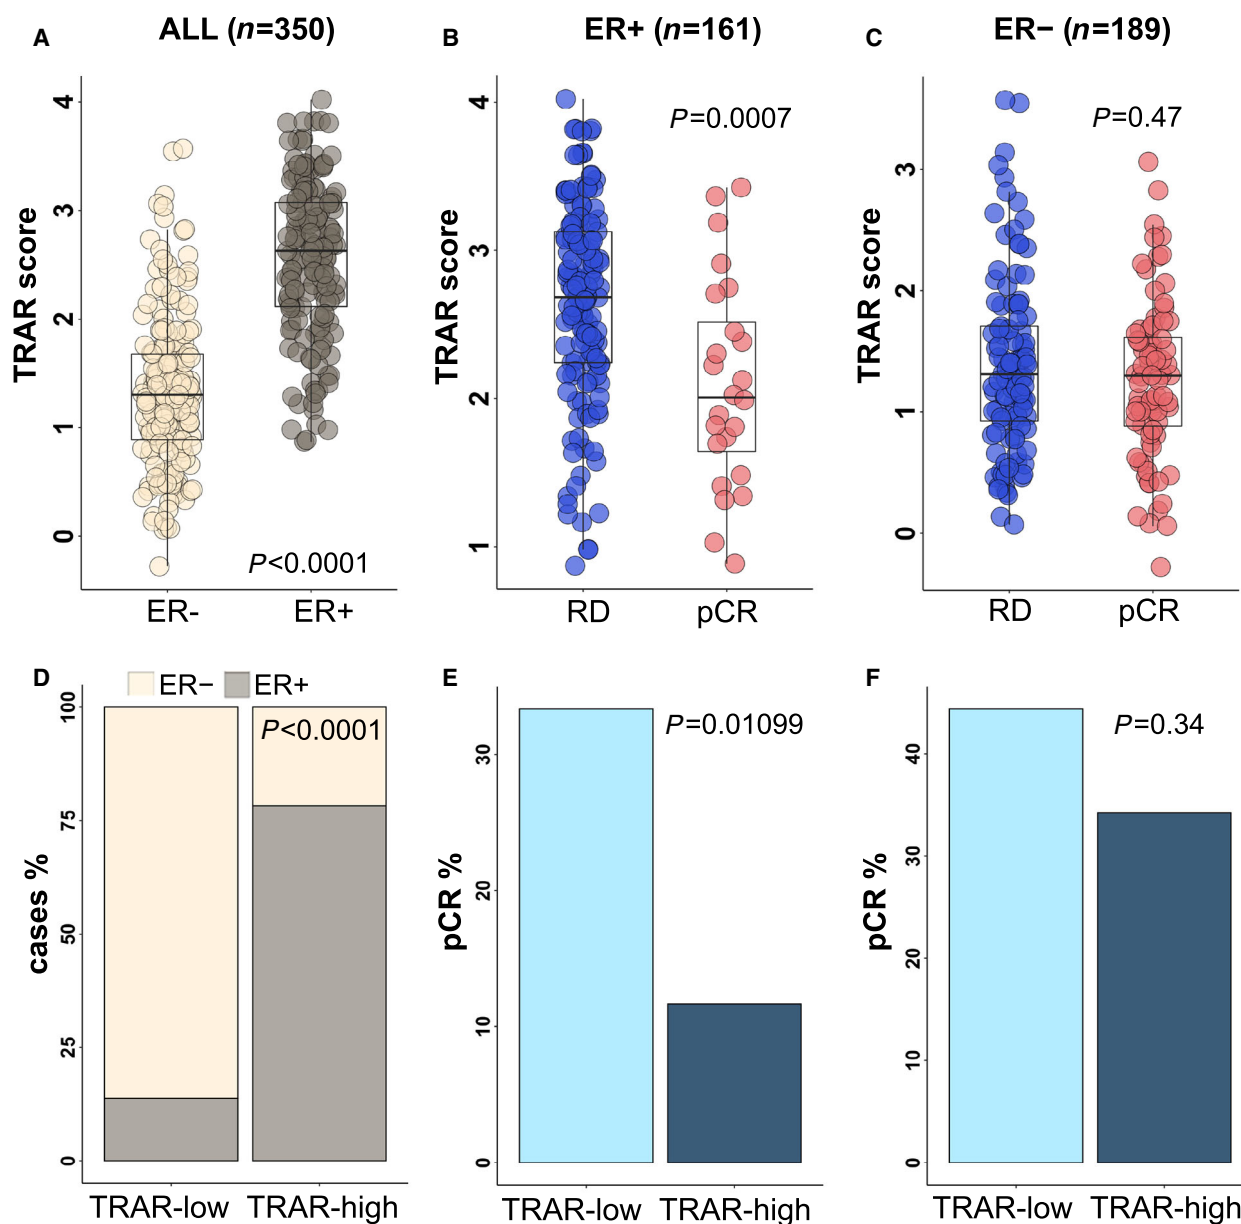 A
ALL (n=350)
TRAR score
4
3
2
1
0
P<0.0001
ER-
ER+
B
ER+ (n=161)
TRAR score
4
3
2
1
P=0.0007
RD
pCR
C
ER− (n=189)
TRAR score
3
2
1
0
P=0.47
RD
pCR
D
ER−
ER+
cases %
100
75
50
25
0
P<0.0001
TRAR-low
TRAR-high
E
pCR %
30
20
10
0
P=0.01099
TRAR-low
TRAR-high
F
pCR %
40
30
20
10
0
P=0.34
TRAR-low
TRAR-high